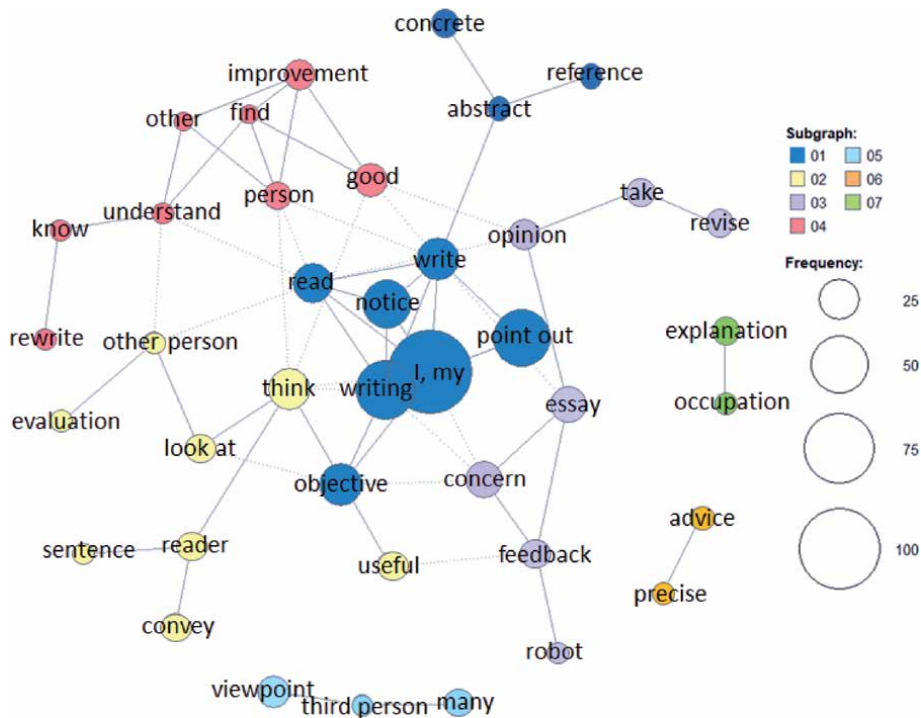 concrete
improvement
reference
find
abstract
other
good
person
take
understand
know
opinion
revise
write
read
notice
rewrite
other person
point out
I, my
think
writing
essay
evaluation
look at
objective
concern
sentence
reader
useful
feedback
convey
robot
viewpoint
third person
many
explanation
occupation
advice
precise
Subgraph:
01 05
02 06
03 07
04
Frequency:
25
50
75
100